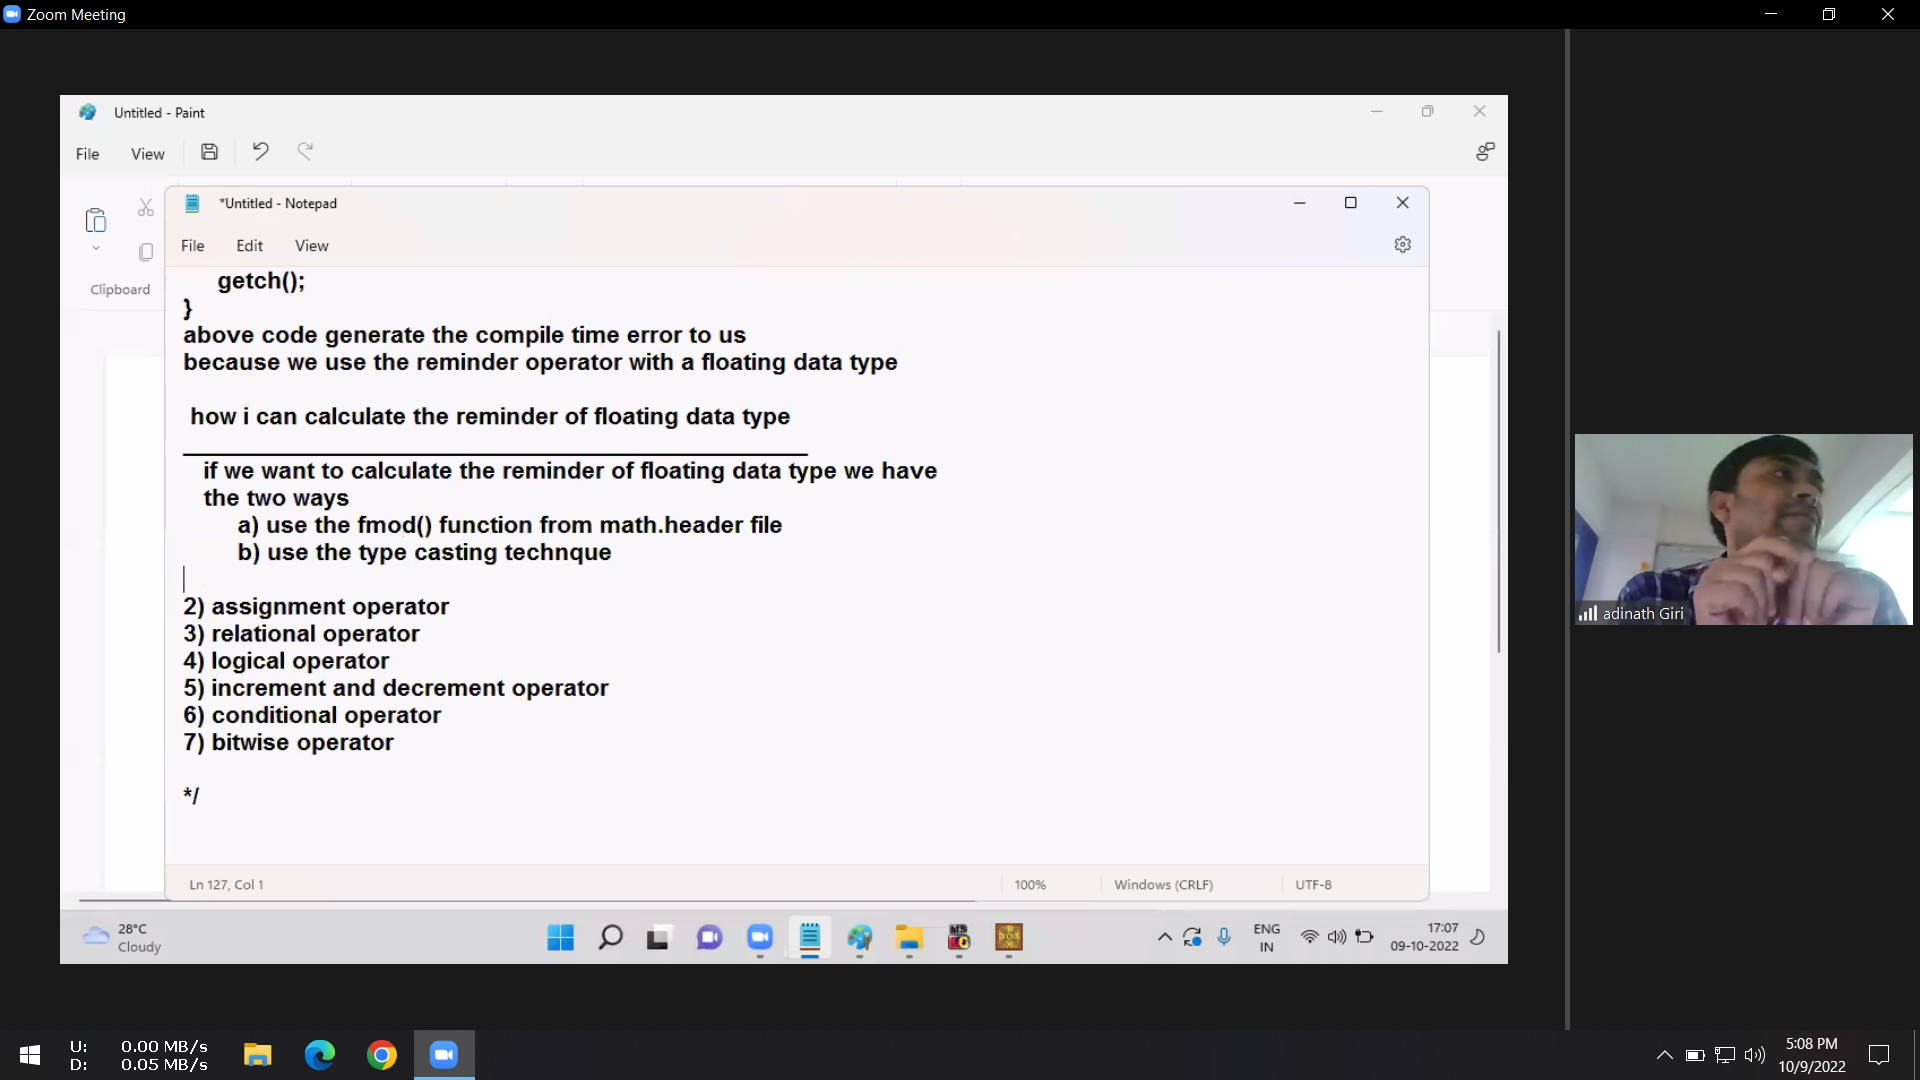 Zoom Meeting
Untitled - Paint
File View
Clipboard
*Untitled - Notepad
File Edit View
getch();
}
above code generate the compile time error to us
because we use the reminder operator with a floating data type
how i can calculate the reminder of floating data type
if we want to calculate the reminder of floating data type we have
the two ways
a) use the fmod() function from math.header file
b) use the type casting technque
2) assignment operator
3) relational operator
4) logical operator
5) increment and decrement operator
6) conditional operator
7) bitwise operator
*/
Ln 127, Col 1 100% Windows (CRLF) UTF-8
28°C
Cloudy
MS
DOS
ENG
IN
17:07
09-10-2022
adinath Giri
U: 0.00 MB/s
D: 0.05 MB/s
5:08 PM
10/9/2022